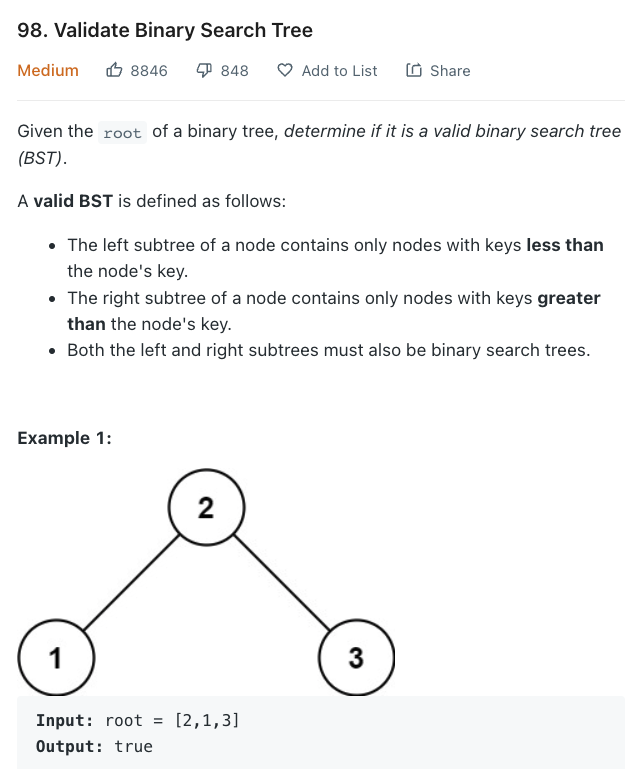 98. Validate Binary Search Tree
Medium 8846 848 Add to List Share
Given the root of a binary tree, determine if it is a valid binary search tree
(BST).
A valid BST is defined as follows:
• The left subtree of a node contains only nodes with keys less than
the node's key.
• The right subtree of a node contains only nodes with keys greater
than the node's key.
• Both the left and right subtrees must also be binary search trees.
Example 1:
2
1 3
Input: root = [2,1,3]
Output: true